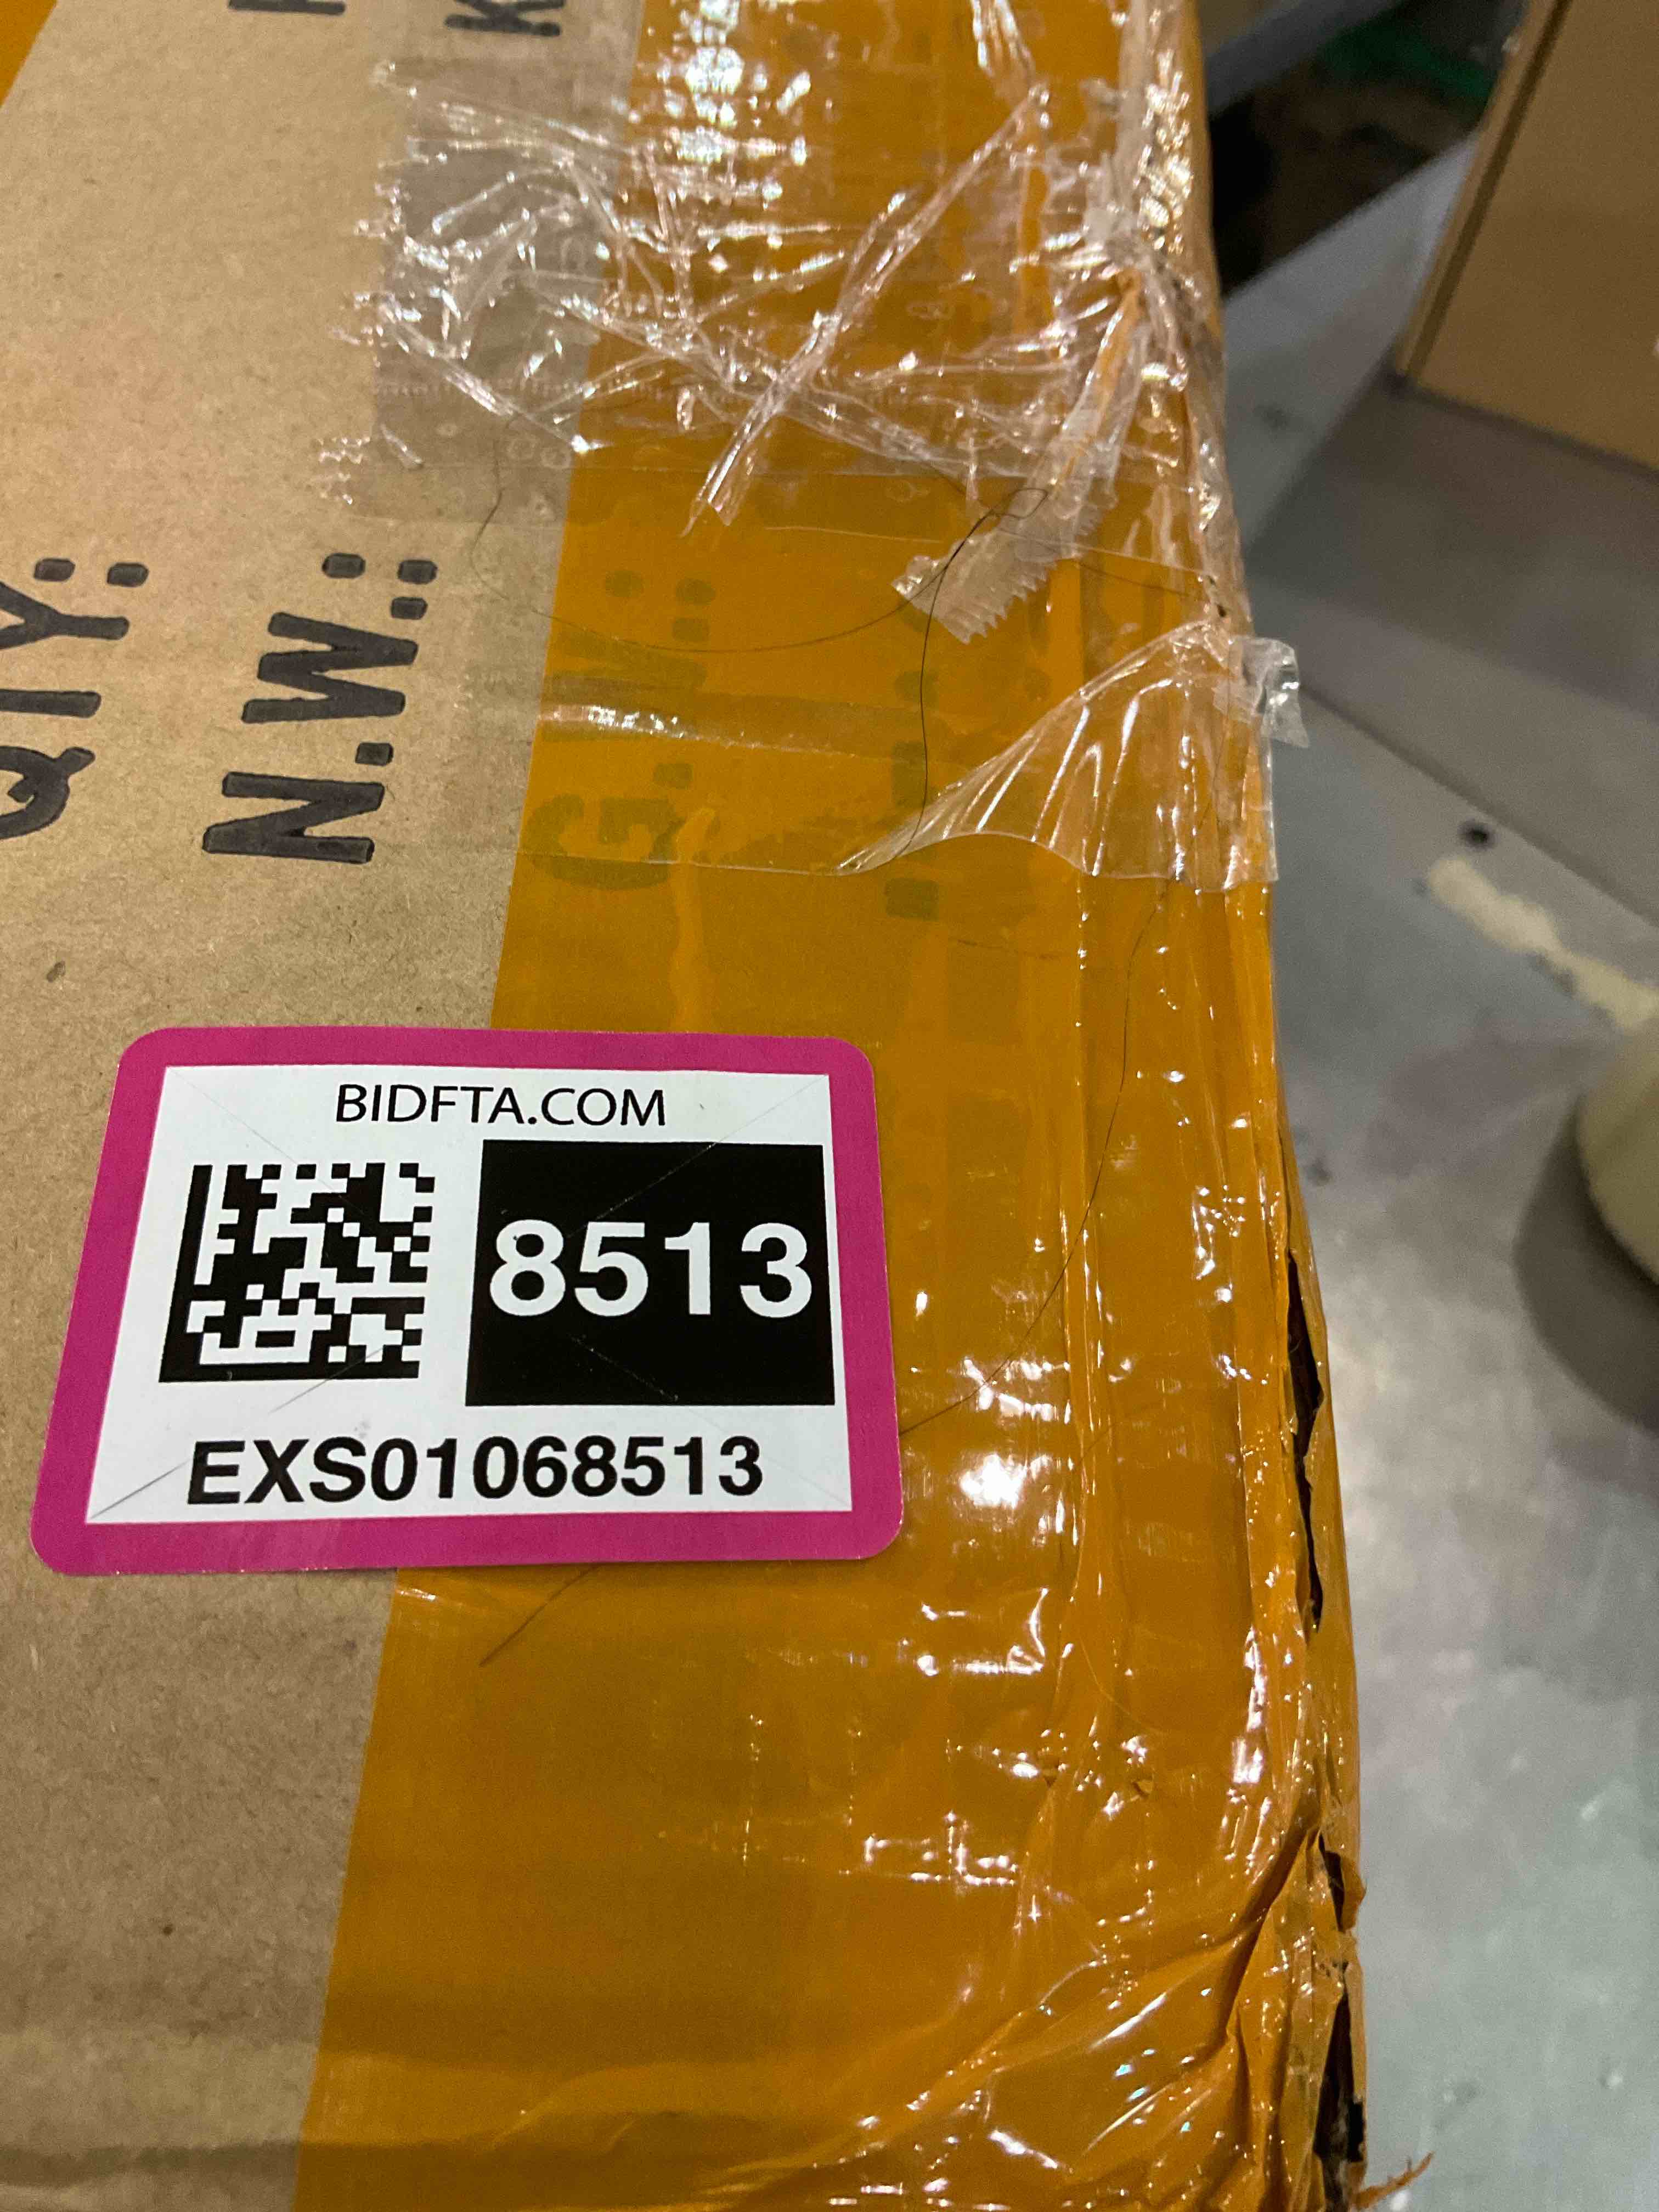 QTY:
N.W.:
G.W.:
BIDFTA.COM
8513
EXS01068513